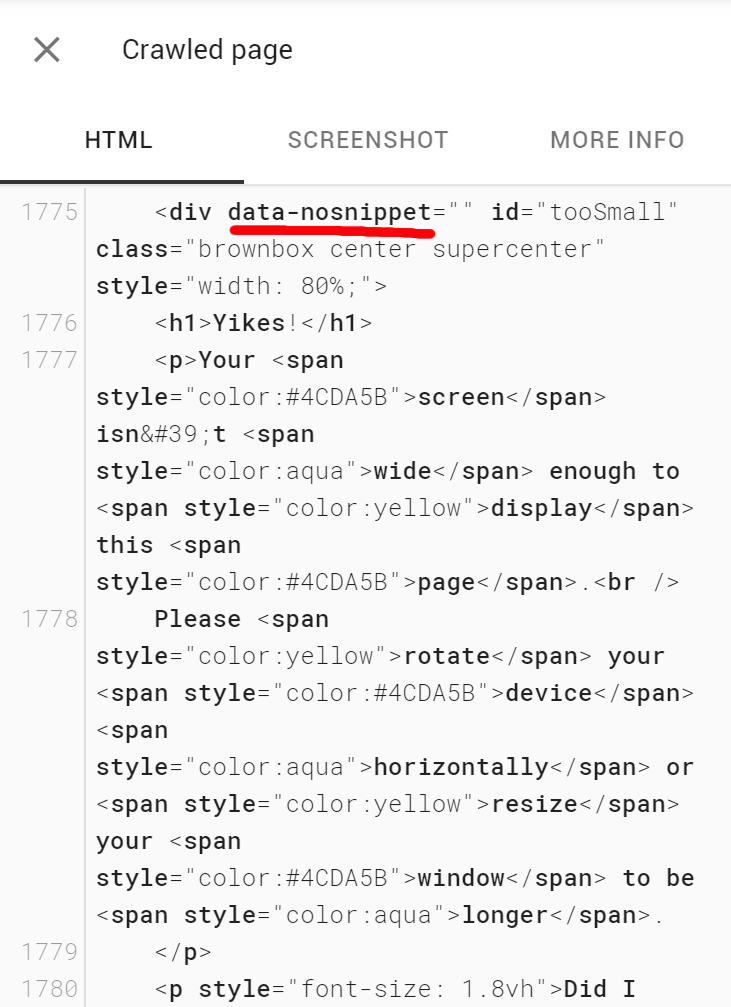 Crawled page
HTML SCREENSHOT MORE INFO
1775 <div data-nosnippet="" id="tooSmall"
class="brownbox center supercenter"
style="width: 80%;">
1776 <h1>Yikes!</h1>
1777 <p>Your <span
style="color:#4CDA5B">screen</span>
isn&#39;t <span
style="color:aqua">wide</span> enough to
<span style="color:yellow">display</span>
this <span
style="color:#4CDA5B">page</span>.<br />
1778 Please <span
style="color:yellow">rotate</span> your
<span style="color:#4CDA5B">device</span>
<span
style="color:aqua">horizontally</span> or
<span style="color:yellow">resize</span>
your <span
style="color:#4CDA5B">window</span> to be
<span style="color:aqua">longer</span>.
1779 </p>
1780 <p style="font-size: 1.8vh">Did I